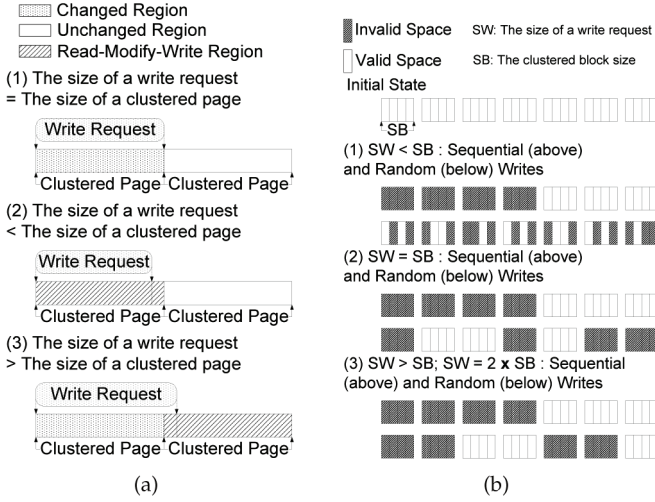 Changed Region
Unchanged Region
Read-Modify-Write Region
(1) The size of a write request
= The size of a clustered page
Write Request
Clustered Page Clustered Page
(2) The size of a write request
< The size of a clustered page
Write Request
Clustered Page Clustered Page
(3) The size of a write request
> The size of a clustered page
Write Request
Clustered Page Clustered Page
(a)
Invalid Space SW: The size of a write request
Valid Space SB: The clustered block size
Initial State
SB
(1) SW < SB : Sequential (above)
and Random (below) Writes
(2) SW = SB : Sequential (above)
and Random (below) Writes
(3) SW > SB; SW = 2 x SB : Sequential
(above) and Random (below) Writes
(b)